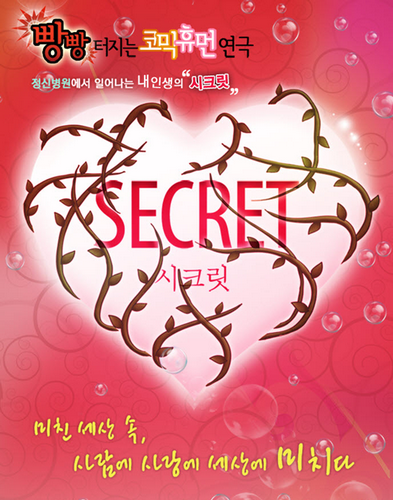 빵빵 터지는 코믹휴먼 연극
정신병원에서 일어나는 내인생의 "시크릿"
SECRET
시크릿
미친 세상 속,
사람에 사랑에 세상에 미치다